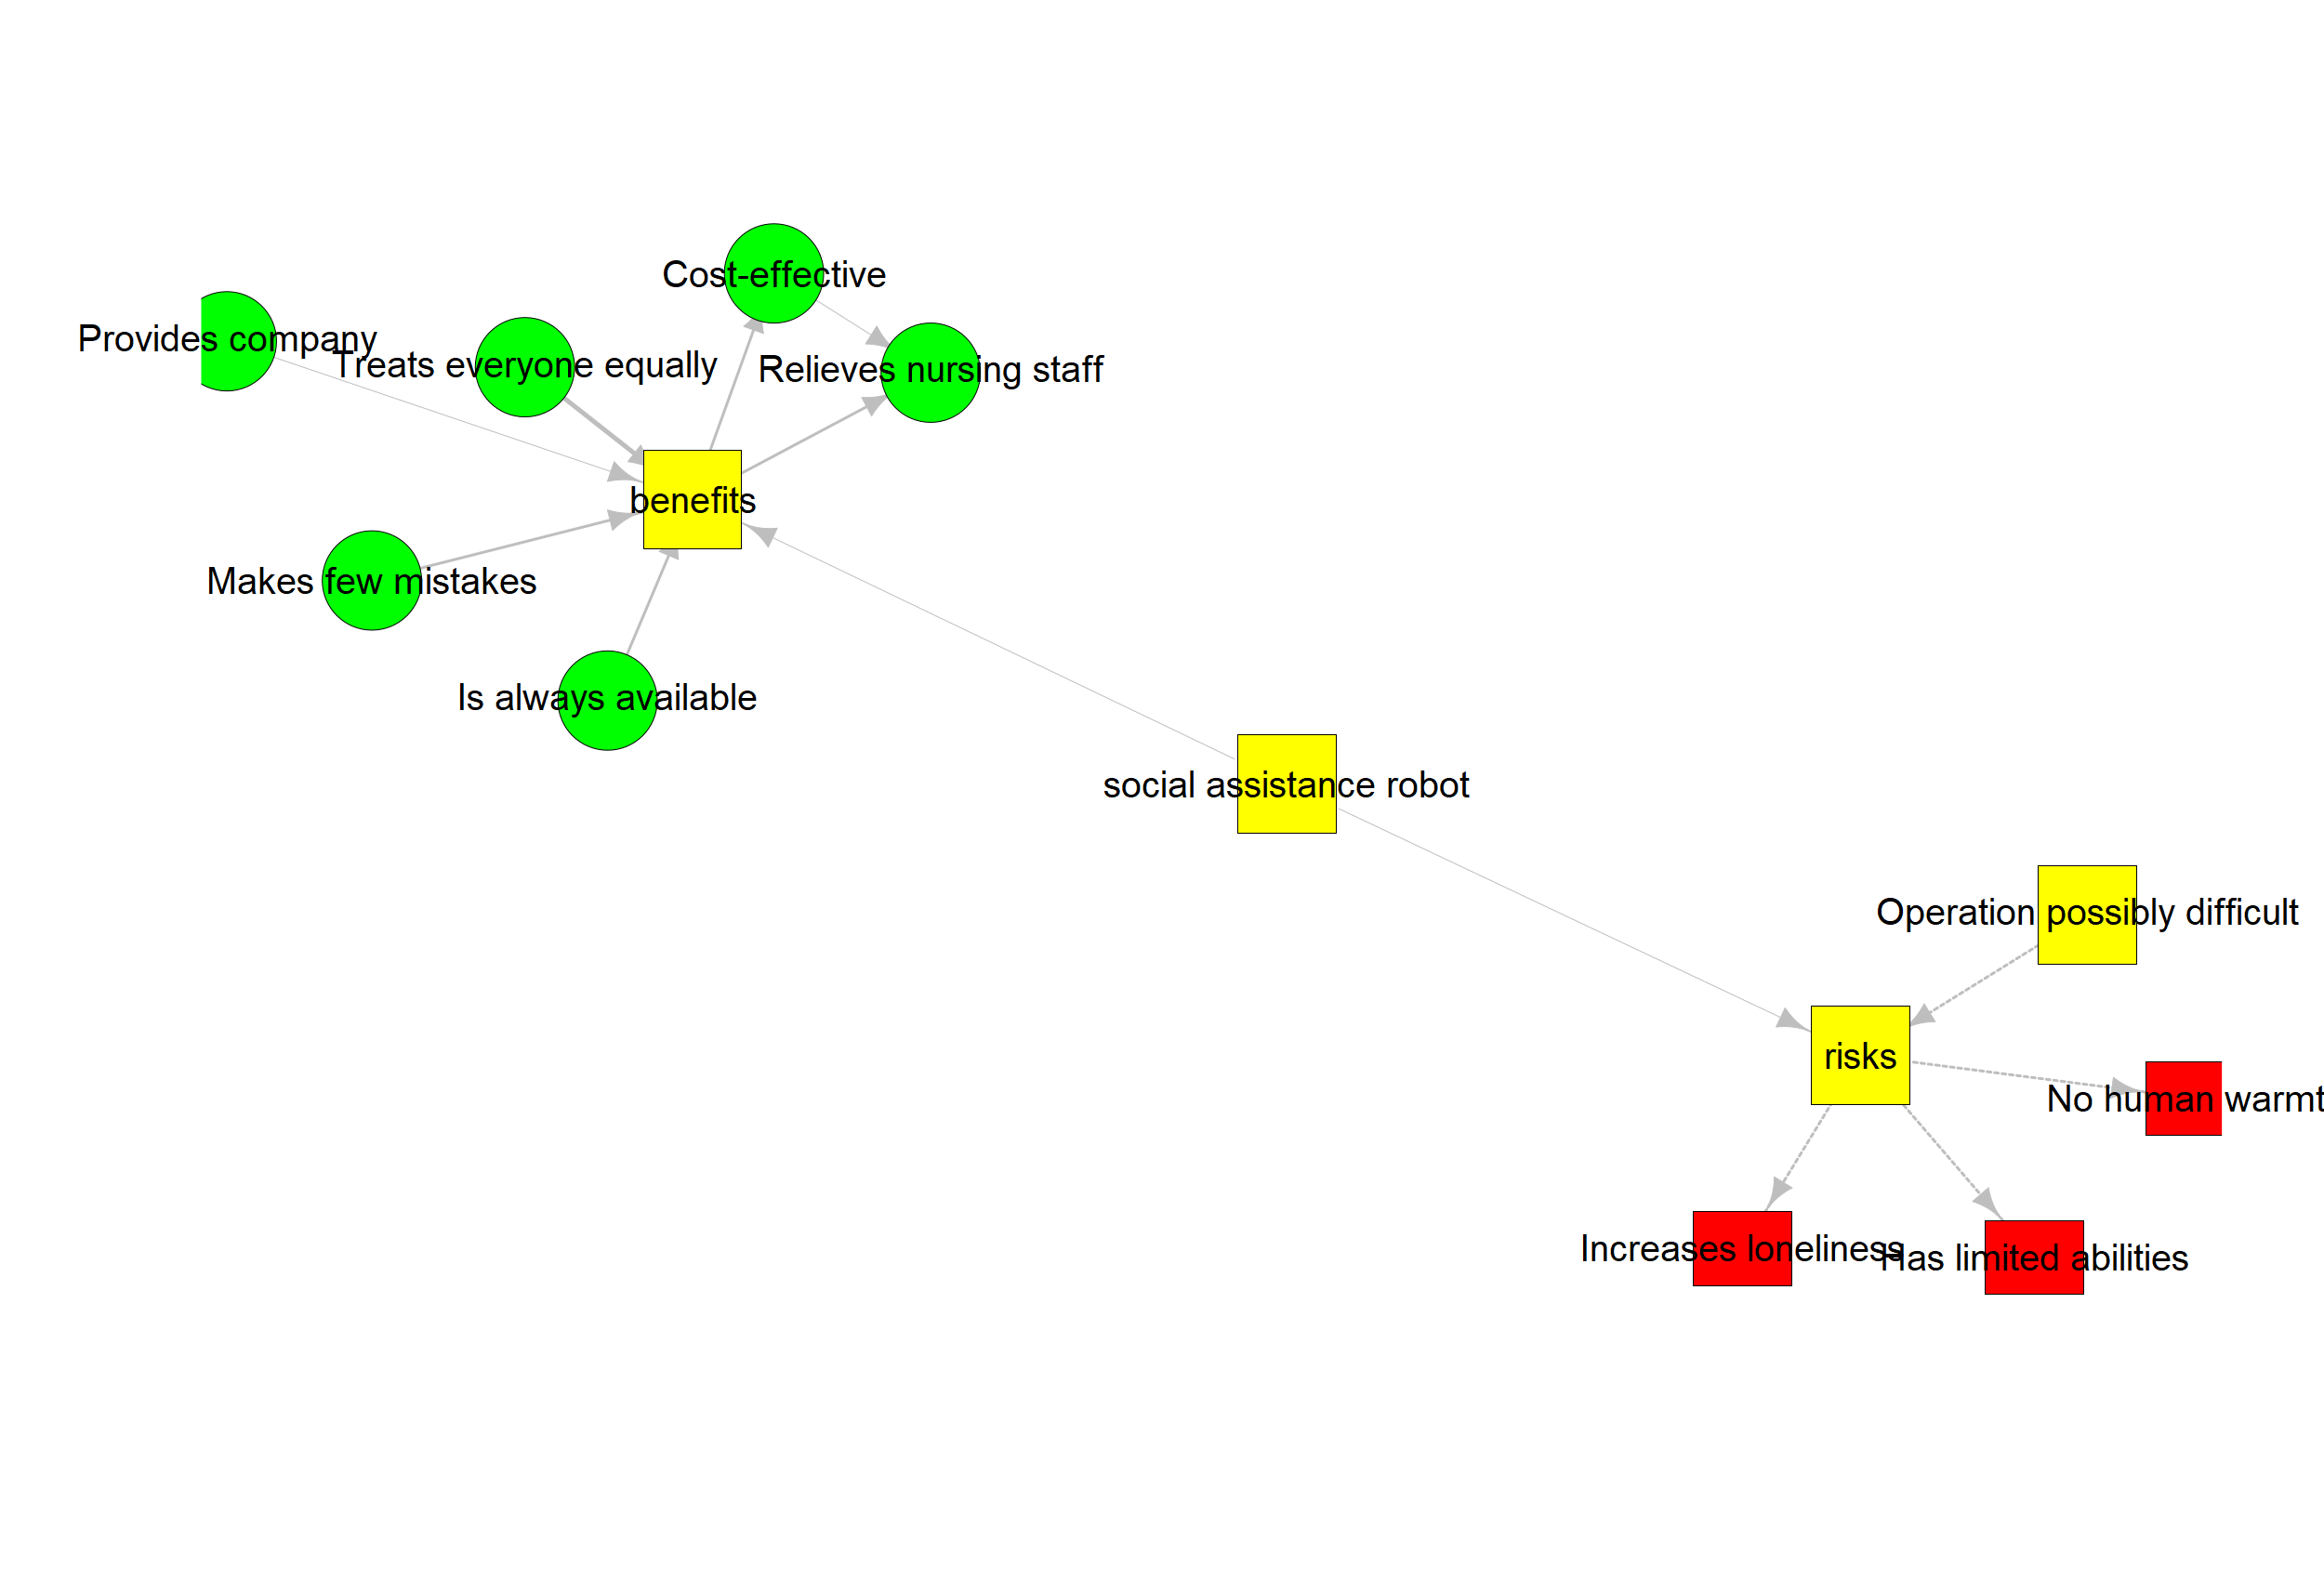 Cost-effective
Provides company
Treats everyone equally
Relieves nursing staff
benefits
Makes few mistakes
Is always available
social assistance robot
Operation possibly difficult
risks
No human warmt
Increases loneliness
Has limited abilities